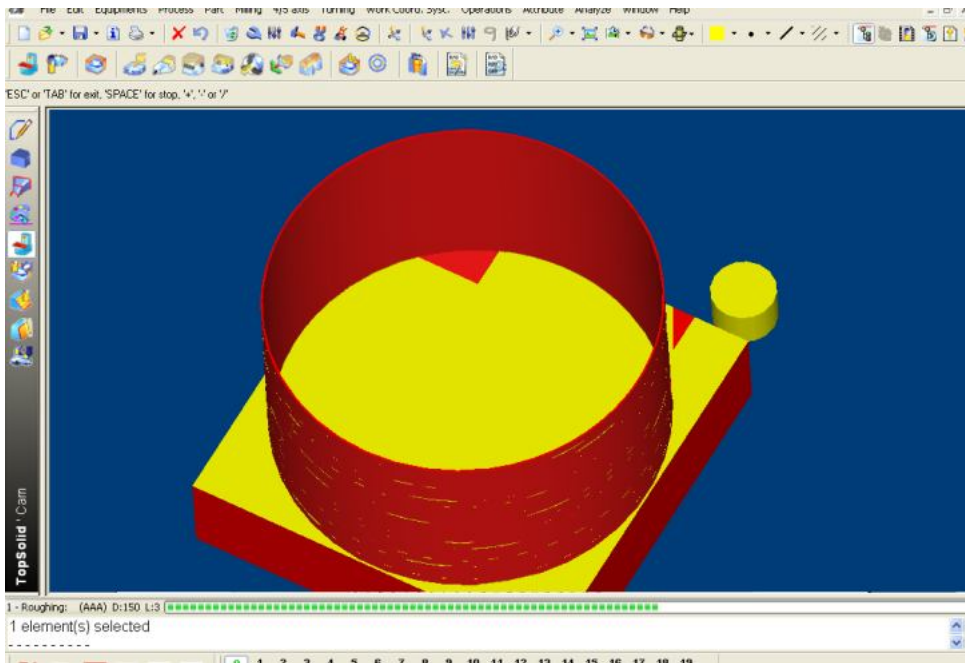 File Edit Equipments Process Part Milling 4/5 axis Turning Work Coord. Syst. Operations Attribute Analyze Window Help
'ESC' or 'TAB' for exit, 'SPACE' for stop, '+', '-' or '/'
TopSolid 'Cam
1 - Roughing: (AAA) D:150 L:3
1 element(s) selected
----------
0 1 2 3 4 5 6 7 8 9 10 11 12 13 14 15 16 17 18 19